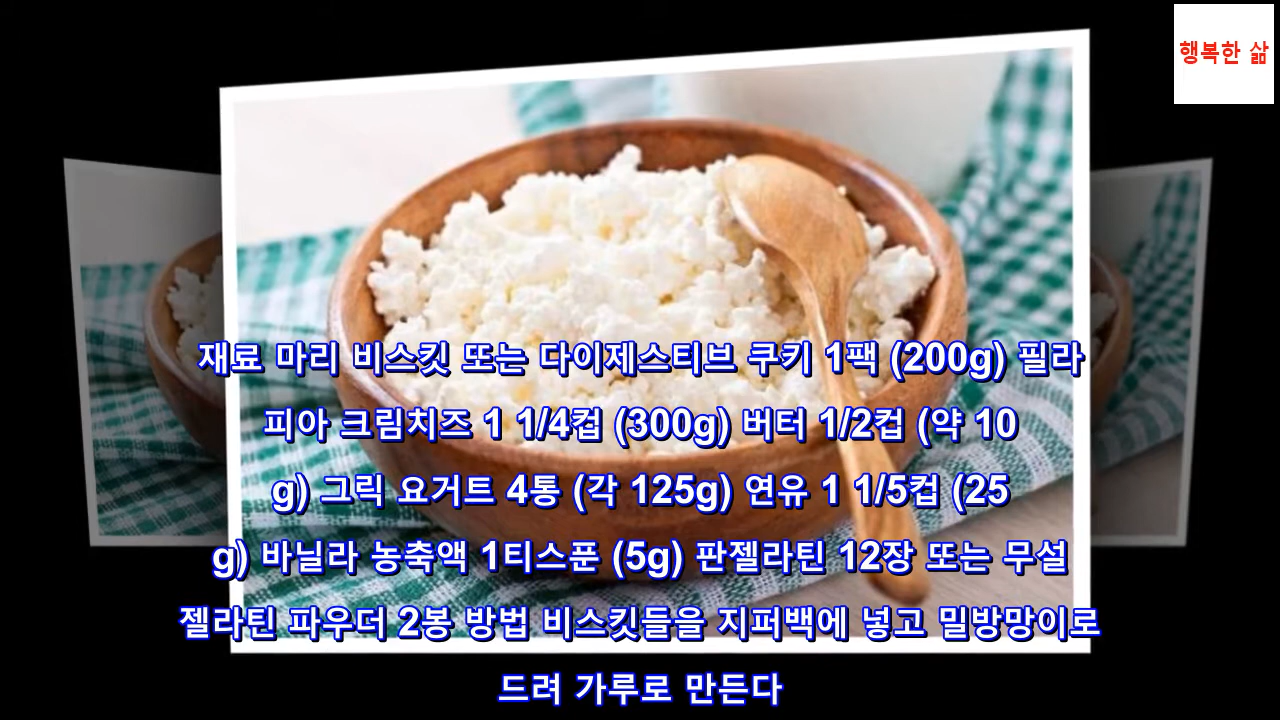 행복한 삶
재료 마리 비스킷 또는 다이제스티브 쿠키 1팩 (200g) 필라
피아 크림치즈 1 1/4컵 (300g) 버터 1/2컵 (약 10
g) 그릭 요거트 4통 (각 125g) 연유 1 1/5컵 (25
g) 바닐라 농축액 1티스푼 (5g) 판젤라틴 12장 또는 무설
젤라틴 파우더 2봉 방법 비스킷들을 지퍼백에 넣고 밀방망이로
드려 가루로 만든다